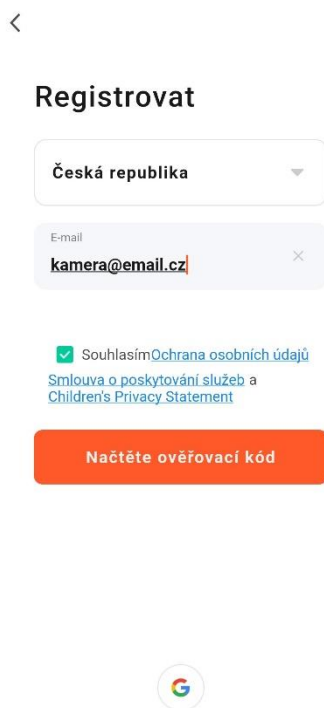 Registrovat
Česká republika
E-mail
kamera@email.cz
SouhlasímOchrana osobních údajů
Smlouva o poskytování služeb a
Children's Privacy Statement
Načtěte ověřovací kód